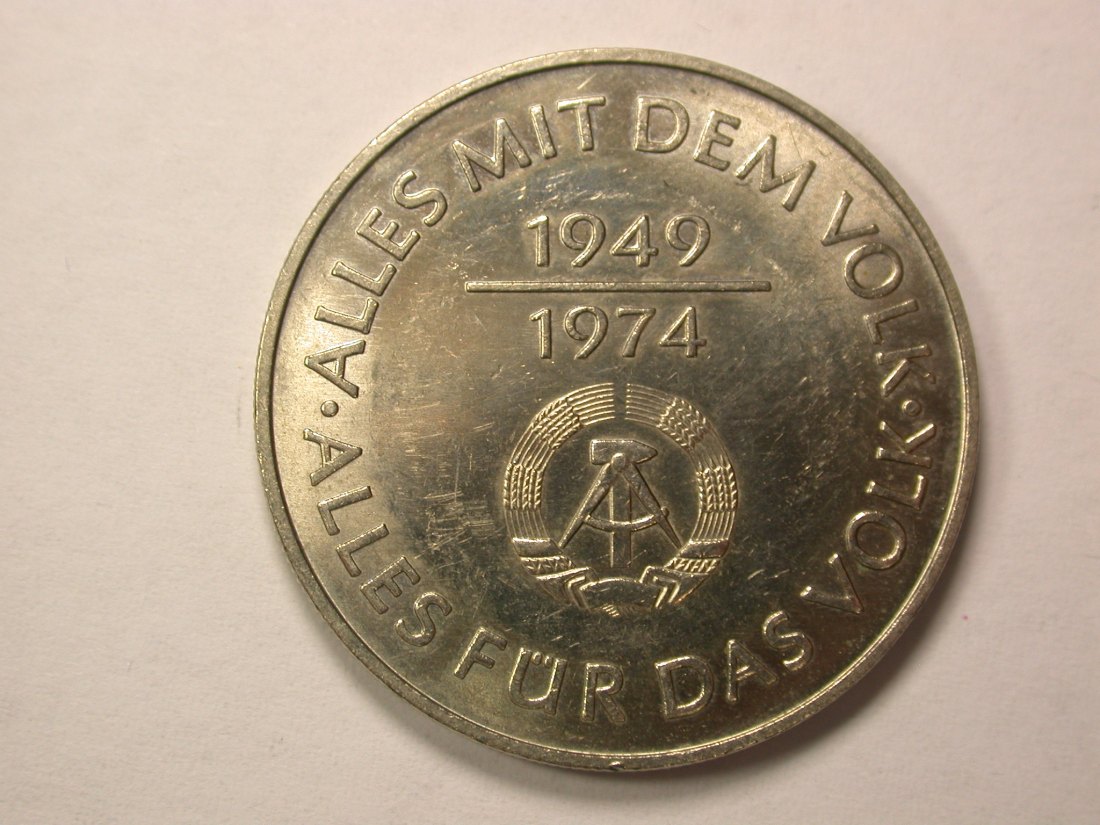 ·ALLES MIT DEM VOLK·
1949
1974
ALLES FÜR DAS VOLK